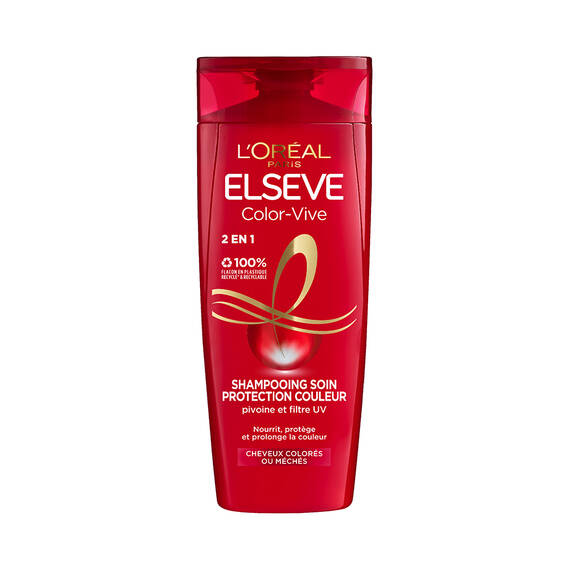 L'ORÉAL
PARIS
ELSEVE
Color-Vive
2 EN 1
100%
FLACON EN PLASTIQUE
RECYCLÉ* & RECYCLABLE
SHAMPOOING SOIN
PROTECTION COULEUR
pivoine et filtre UV
Nourrit, protège
et prolonge la couleur
CHEVEUX COLORÉS
OU MÉCHÉS